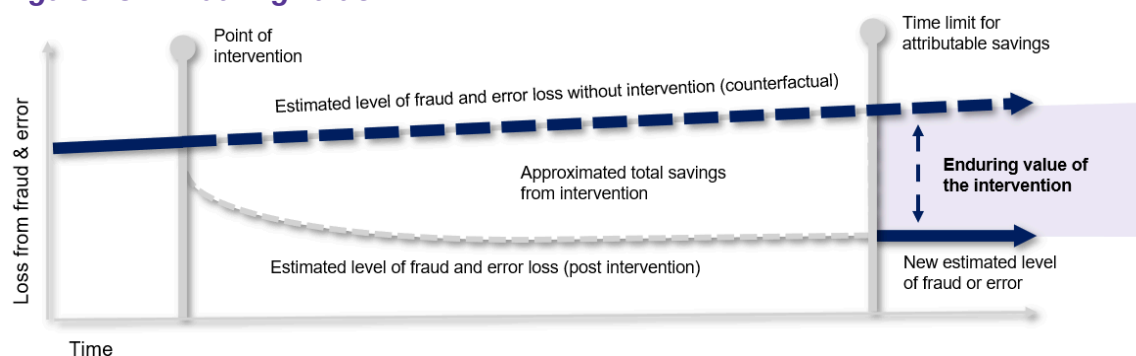 Point of
intervention
Time limit for
attributable savings
Estimated level of fraud and error loss without intervention (counterfactual)
Loss from fraud & error
Approximated total savings
from intervention
Enduring value of
the intervention
Estimated level of fraud and error loss (post intervention)
New estimated level
of fraud or error
Time